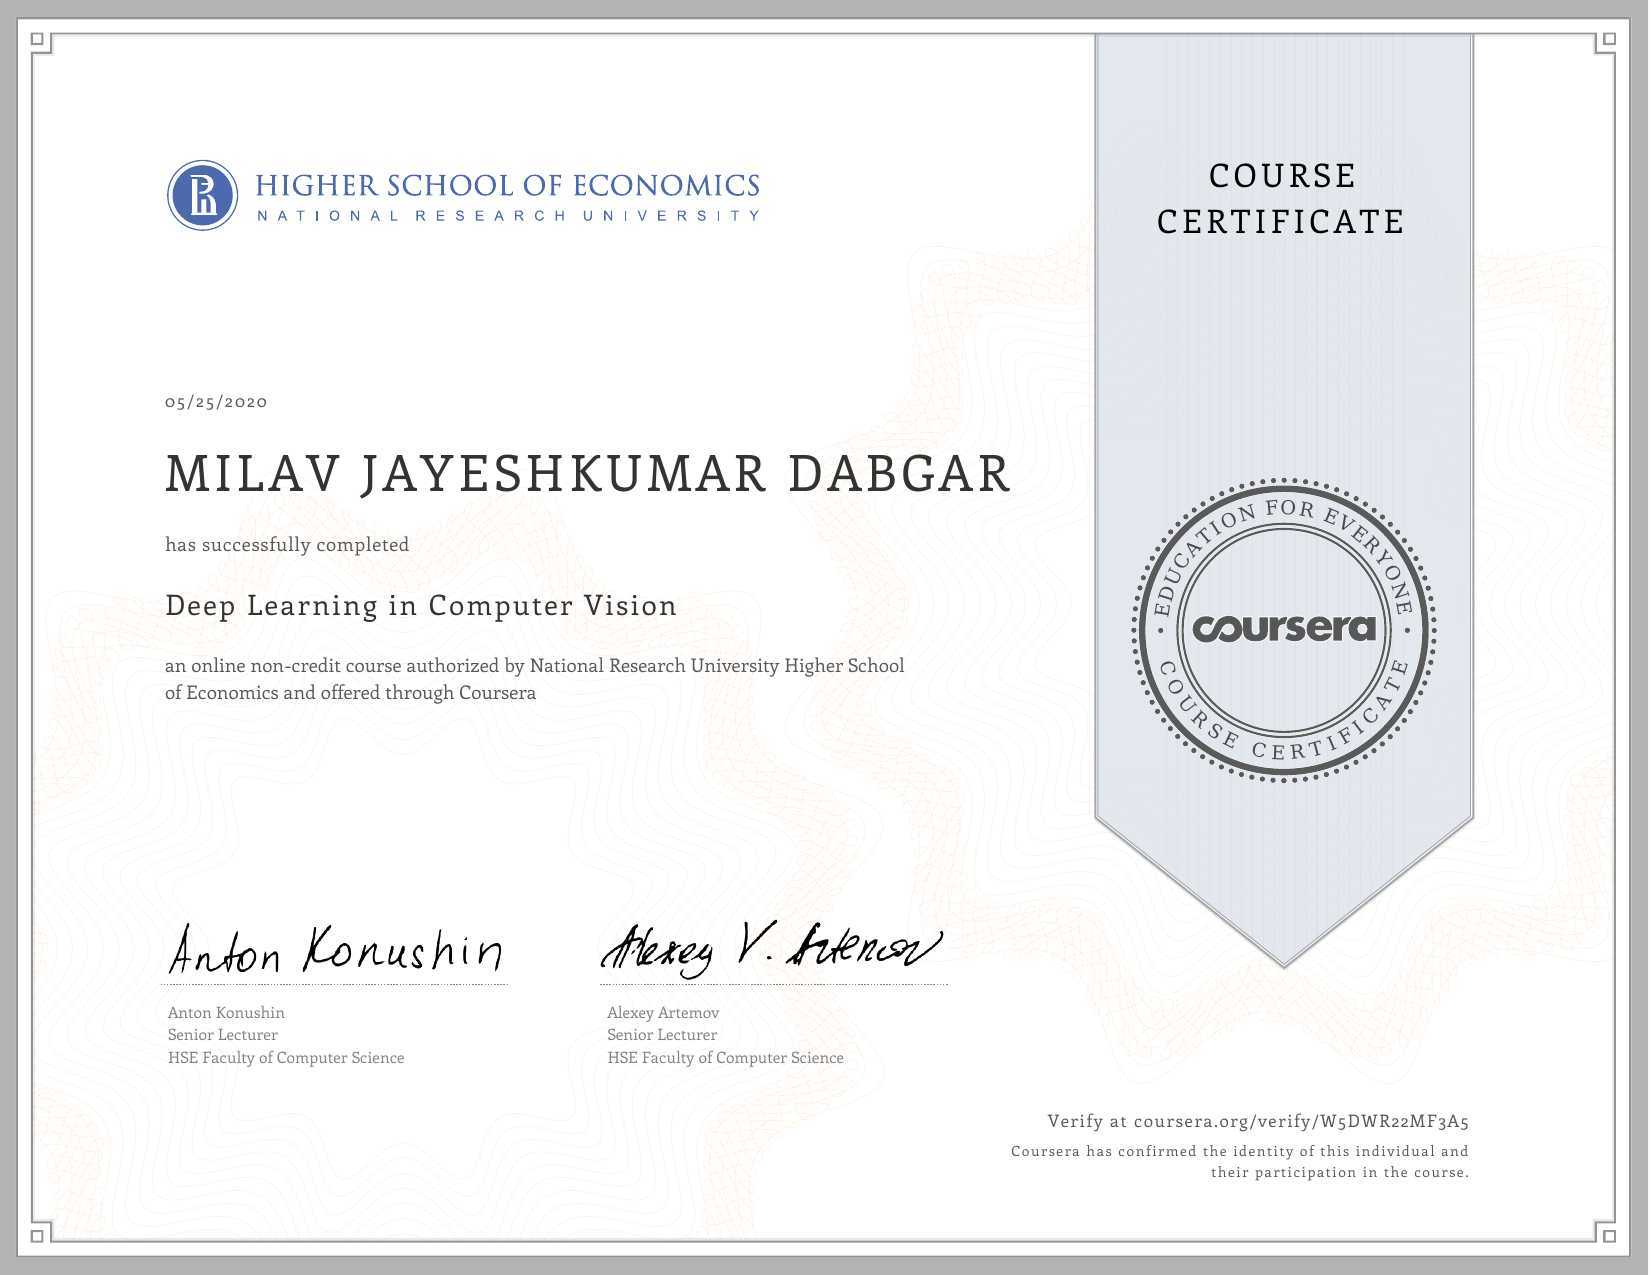 HIGHER SCHOOL OF ECONOMICS
NATIONAL RESEARCH UNIVERSITY
COURSE
CERTIFICATE
05/25/2020
MILAV JAYESHKUMAR DABGAR
has successfully completed
Deep Learning in Computer Vision
an online non-credit course authorized by National Research University Higher School
of Economics and offered through Coursera
EDUCATION FOR EVERYONE
coursera
COURSE CERTIFICATE
Anton Konushin
Anton Konushin
Senior Lecturer
HSE Faculty of Computer Science
Alexey V. Artemov
Alexey Artemov
Senior Lecturer
HSE Faculty of Computer Science
Verify at coursera.org/verify/W5DWR22MF3A5
Coursera has confirmed the identity of this individual and
their participation in the course.